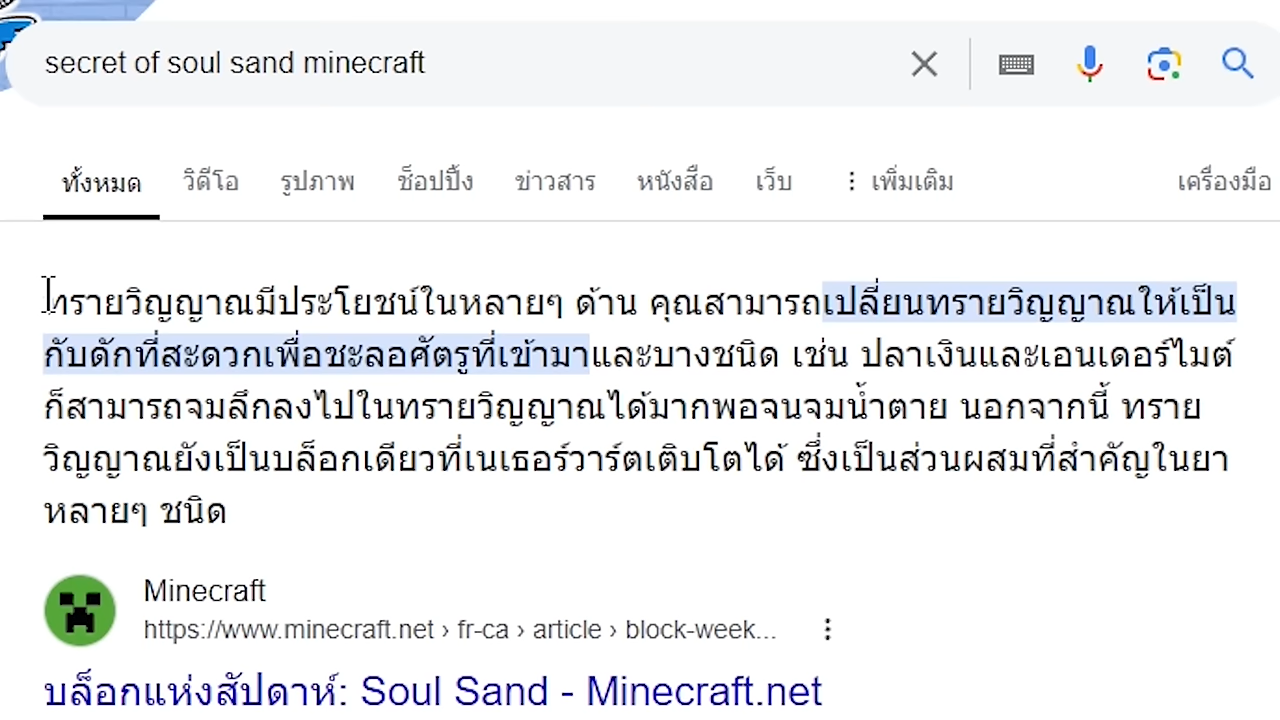 secret of soul sand minecraft
ทั้งหมด วิดีโอ รูปภาพ ช็อปปิ้ง ข่าวสาร หนังสือ เว็บ เพิ่มเติม เครื่องมือ
ทรายวิญญาณมีประโยชน์ในหลายๆ ด้าน คุณสามารถเปลี่ยนทรายวิญญาณให้เป็น
กับดักที่สะดวกเพื่อชะลอศัตรูที่เข้ามาและบางชนิด เช่น ปลาเงินและเอนเดอร์ไมต์
ก็สามารถจมลึกลงไปในทรายวิญญาณได้มากพอจนจมน้ำตาย นอกจากนี้ ทราย
วิญญาณยังเป็นบล็อกเดียวที่เนเธอร์วาร์ตเติบโตได้ ซึ่งเป็นส่วนผสมที่สำคัญในยา
หลายๆ ชนิด
Minecraft
https://www.minecraft.net › fr-ca › article › block-week...
บล็อกแห่งสัปดาห์: Soul Sand - Minecraft.net